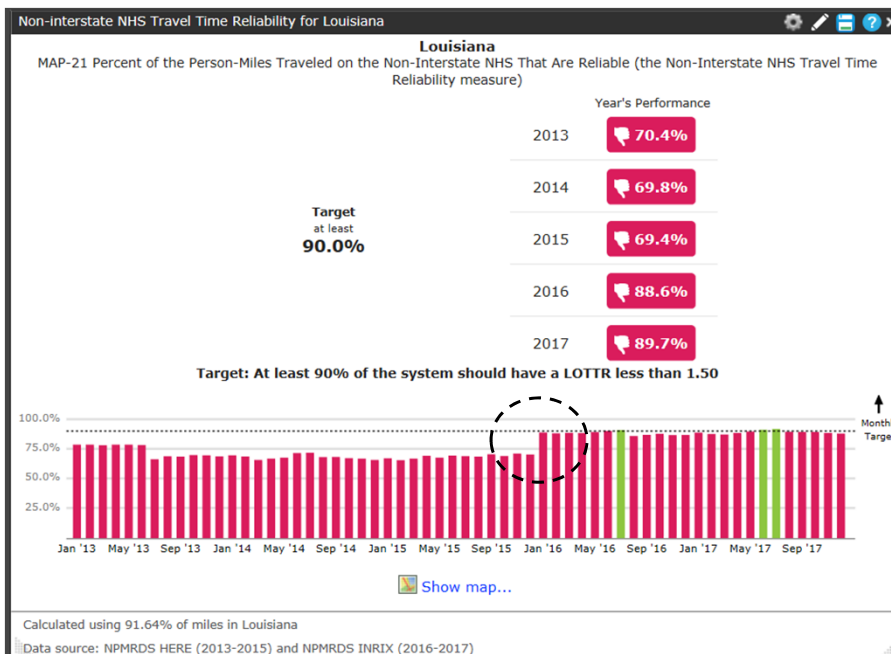 Non-interstate NHS Travel Time Reliability for Louisiana
Louisiana
MAP-21 Percent of the Person-Miles Traveled on the Non-Interstate NHS That Are Reliable (the Non-Interstate NHS Travel Time
Reliability measure)
Year's Performance
2013 70.4%
2014 69.8%
Target
at least
90.0%
2015 69.4%
2016 88.6%
2017 89.7%
Target: At least 90% of the system should have a LOTTR less than 1.50
100.0%
75.0%
50.0%
25.0%
Month
Targe
Jan '13 May '13 Sep '13 Jan '14 May '14 Sep '14 Jan '15 May '15 Sep '15 Jan '16 May '16 Sep '16 Jan '17 May '17 Sep '17
Show map...
Calculated using 91.64% of miles in Louisiana
Data source: NPMRDS HERE (2013-2015) and NPMRDS INRIX (2016-2017)